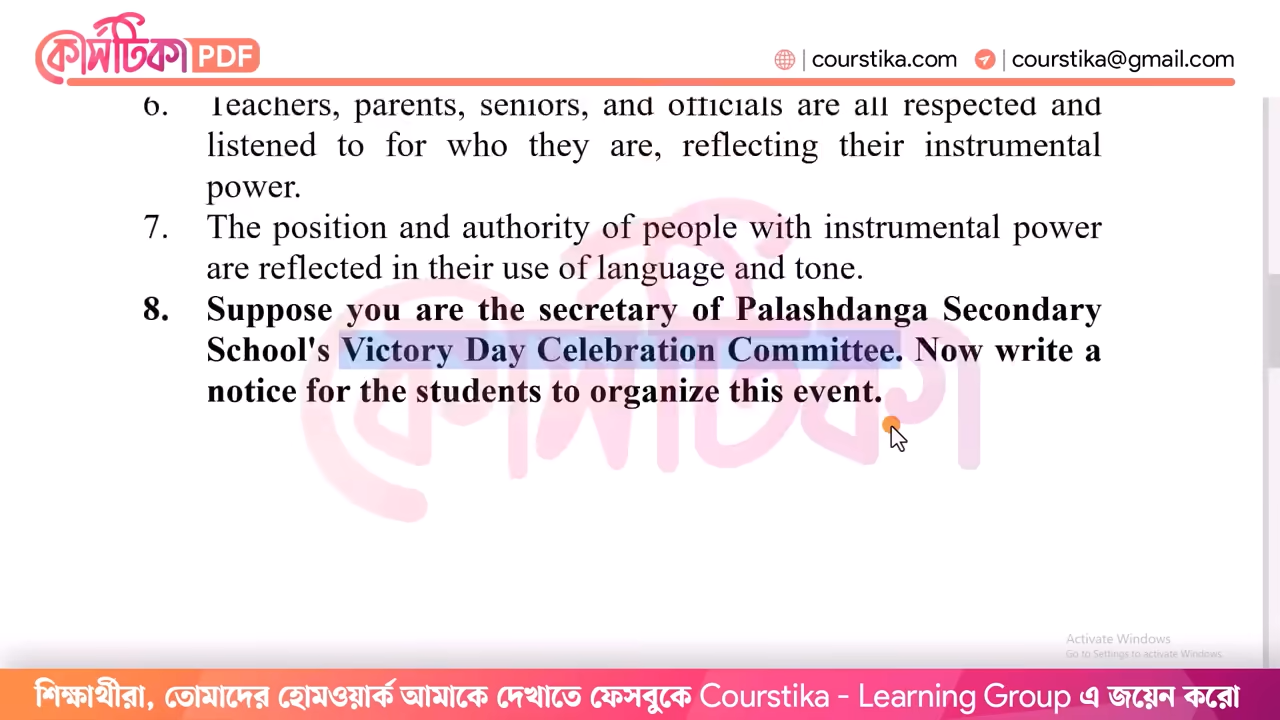 কোর্সটিকা PDF
courstika.com
courstika@gmail.com
6. Teachers, parents, seniors, and officials are all respected and
listened to for who they are, reflecting their instrumental
power.
7. The position and authority of people with instrumental power
are reflected in their use of language and tone.
8. Suppose you are the secretary of Palashdanga Secondary
School's Victory Day Celebration Committee. Now write a
notice for the students to organize this event.
কোর্সটিকা
Activate Windows
Go to Settings to activate Windows.
শিক্ষার্থীরা, তোমাদের হোমওয়ার্ক আমাকে দেখাতে ফেসবুকে Courstika - Learning Group এ জয়েন করো